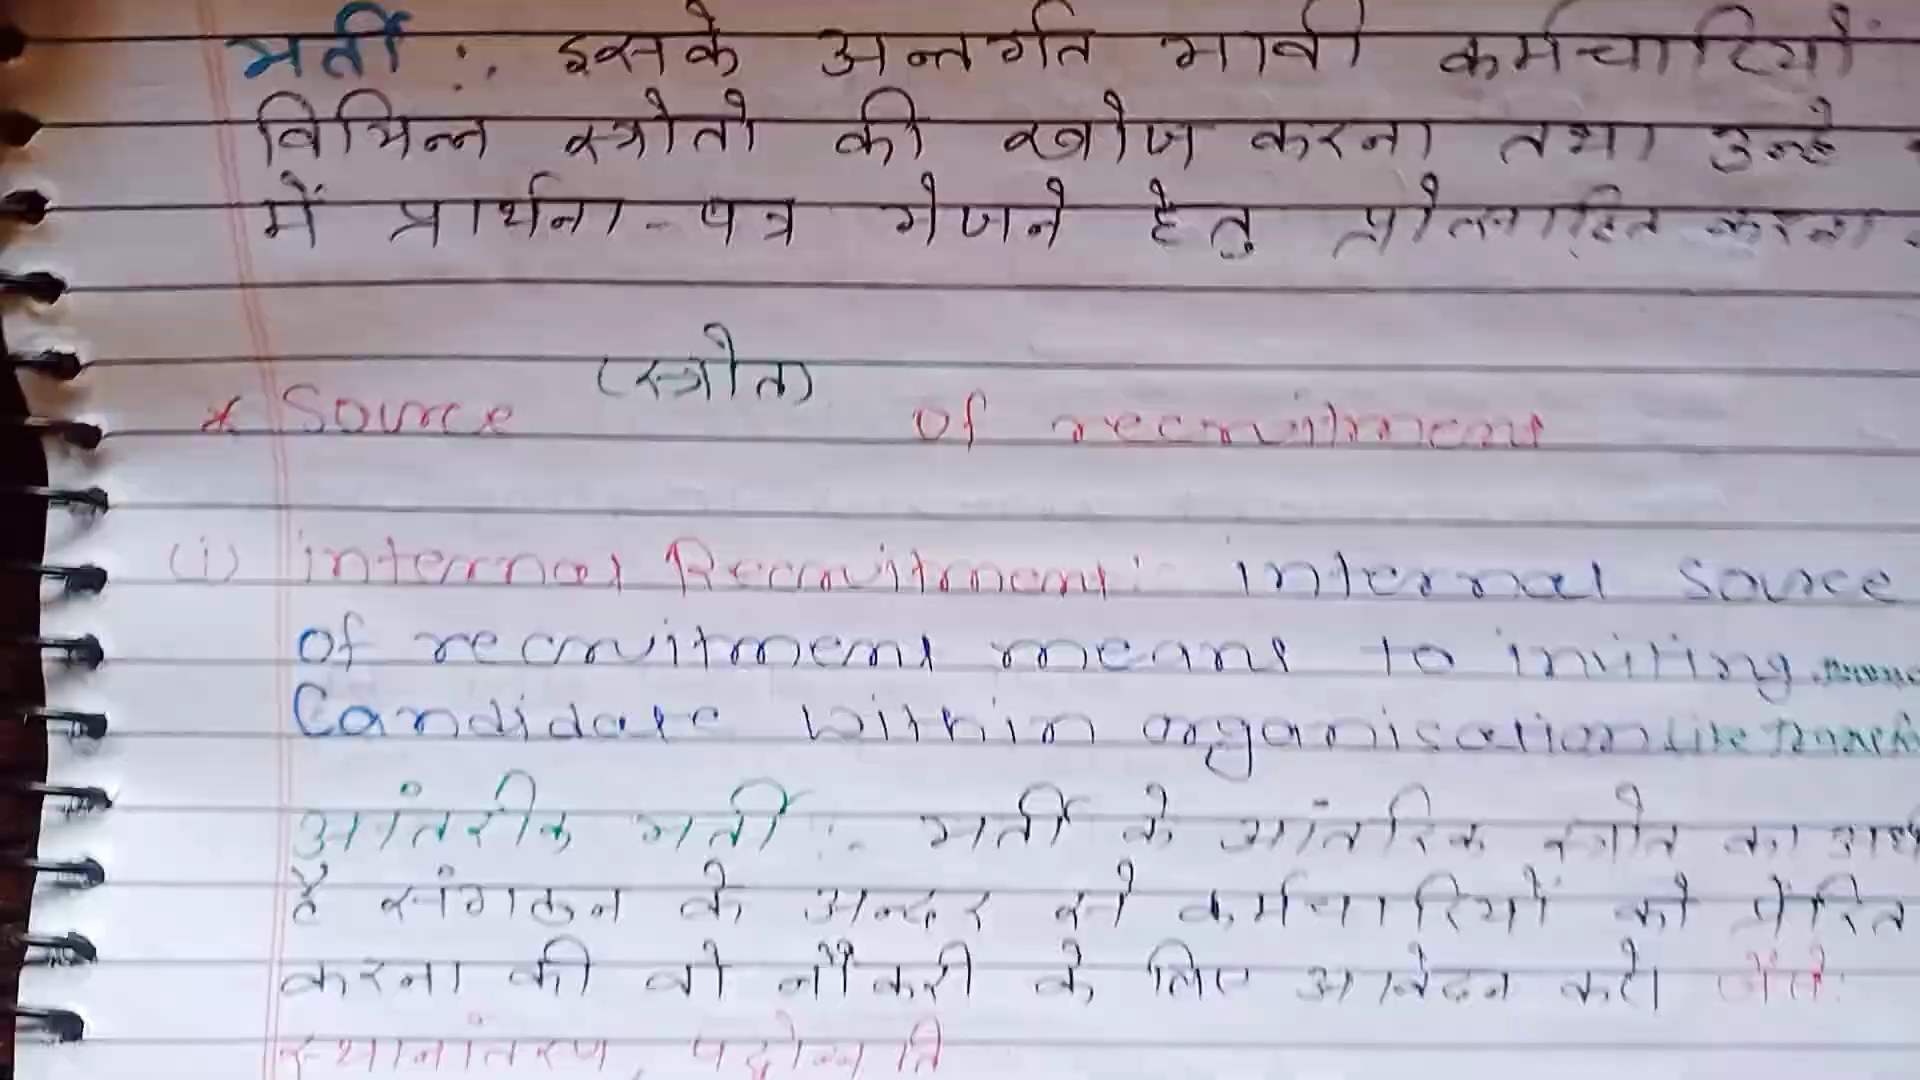 भर्ती :. इसके अन्तर्गत भावी कर्मचारियों
विभिन्न स्त्रोतो की खोज करना तथा उन्हे
में प्रार्थना-पत्र भेजने हेतु प्रोत्साहित करना
(स्त्रोत)
* Source of recruitment
(i) internal Recruitment: internal source
of recruitment means to inviting
Candidate within organisation like
आंतरीक भर्ती :. भर्ती के आंतरिक स्त्रोत का अर्थ
है संगठन के अन्दर से कर्मचारियों को प्रेरित
करना की वो नौकरी के लिए आवेदन करे। जैसे:
स्थानांतरण, पदोन्नति